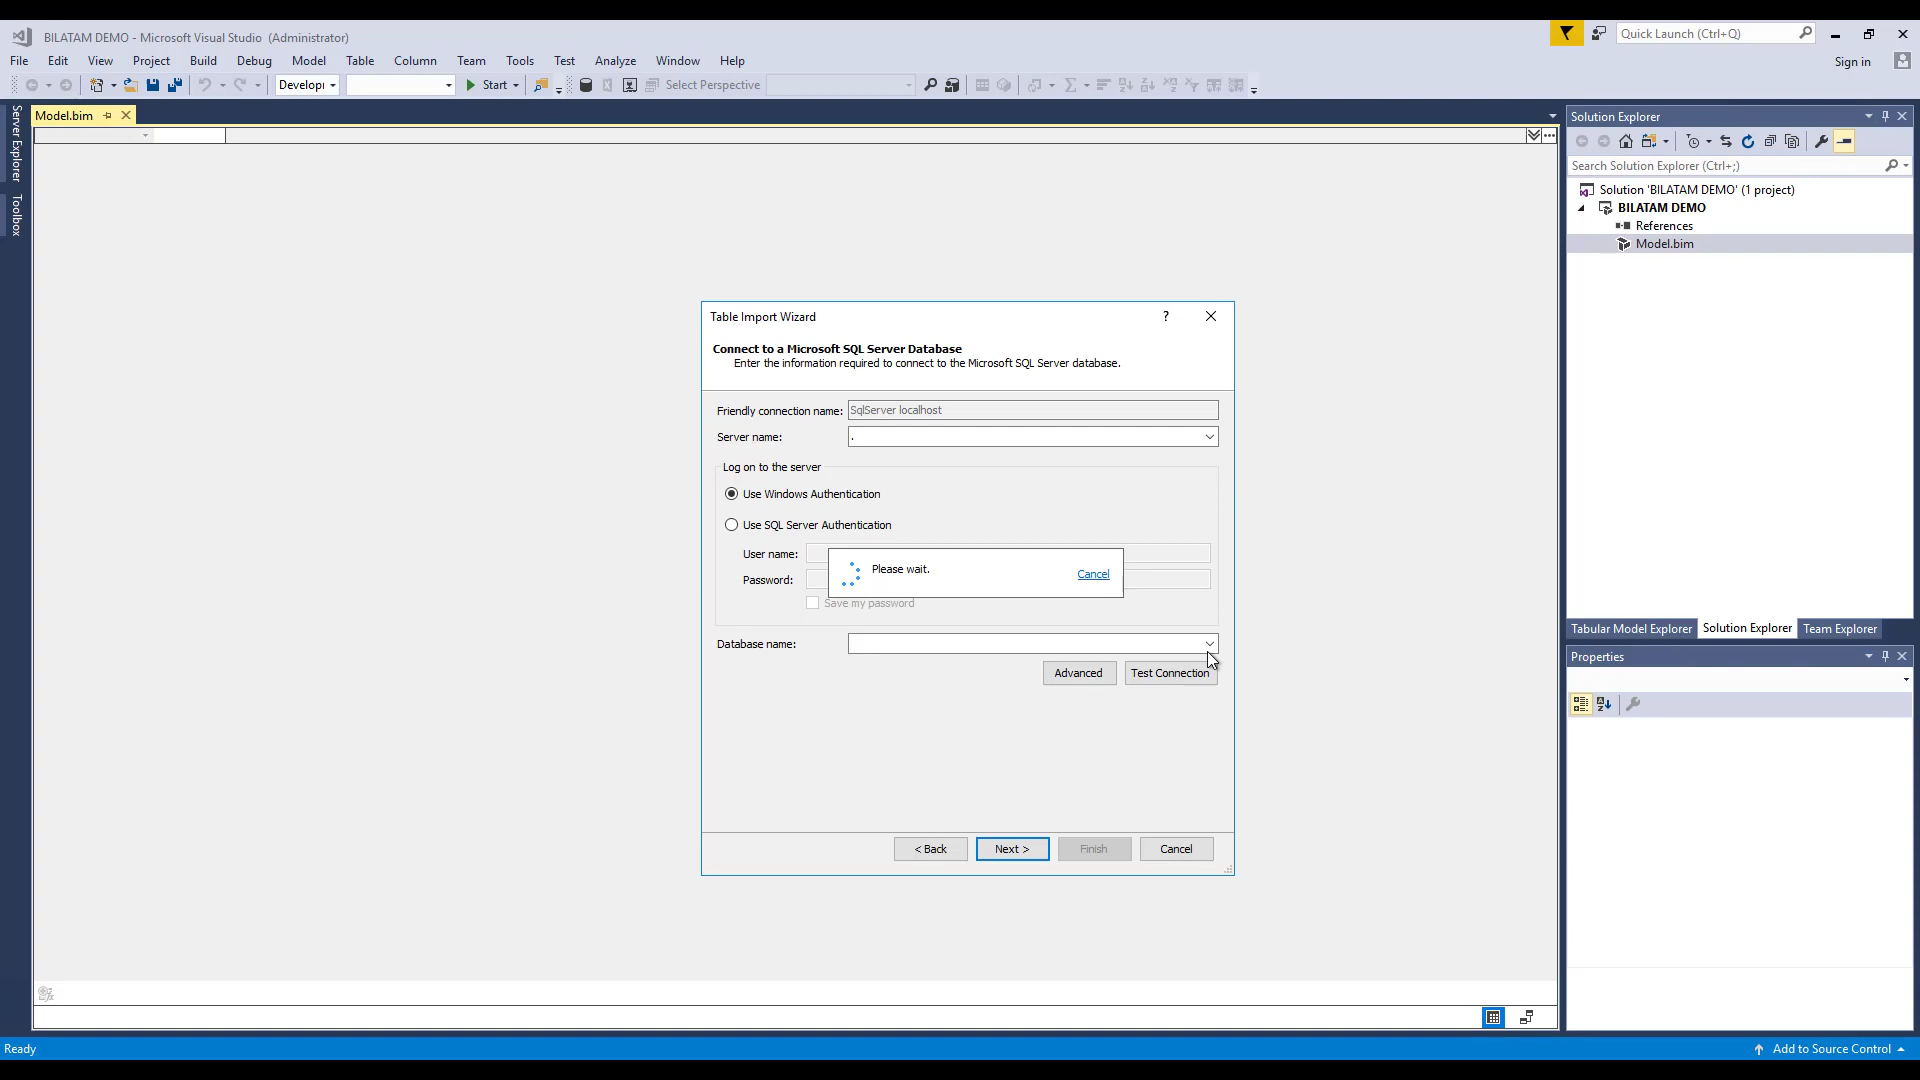 BILATAM DEMO - Microsoft Visual Studio (Administrator)
Quick Launch (Ctrl+Q)
File Edit View Project Build Debug Model Table Column Team Tools Test Analyze Window Help
Sign in
Develop
Start
Select Perspective
Server Explorer
Toolbox
Model.bim
Solution Explorer
Search Solution Explorer (Ctrl+;)
Solution 'BILATAM DEMO' (1 project)
BILATAM DEMO
References
Model.bim
Table Import Wizard
?
Connect to a Microsoft SQL Server Database
Enter the information required to connect to the Microsoft SQL Server database.
Friendly connection name: SqlServer localhost
Server name: .
Log on to the server
Use Windows Authentication
Use SQL Server Authentication
User name:
Please wait.
Cancel
Password:
Save my password
Database name:
Advanced
Test Connection
< Back
Next >
Finish
Cancel
Tabular Model Explorer
Solution Explorer
Team Explorer
Properties
Ready
Add to Source Control